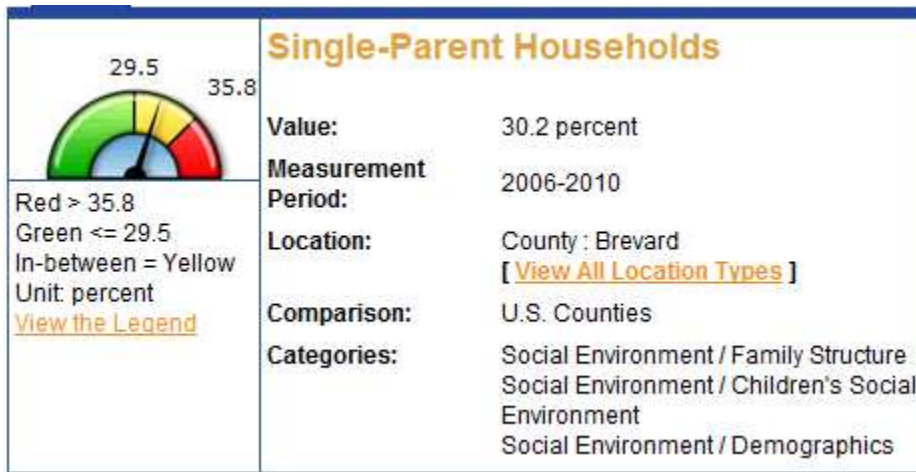 29.5
35.8
Red > 35.8
Green <= 29.5
In-between = Yellow
Unit: percent
View the Legend
Single-Parent Households
Value: 30.2 percent
Measurement Period: 2006-2010
Location: County : Brevard
[ View All Location Types ]
Comparison: U.S. Counties
Categories: Social Environment / Family Structure
Social Environment / Children's Social
Environment
Social Environment / Demographics